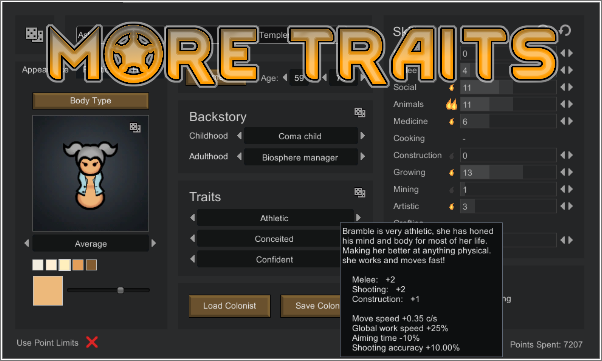 MORE TRAITS
Age: 59
Body Type
Backstory
Childhood Coma child
Adulthood Biosphere manager
Traits
Athletic
Conceited
Confident
Average
Load Colonist
Use Point Limits
0
4
Social 11
Animals 11
Medicine 6
Cooking -
Construction 0
Growing 13
Mining 1
Artistic 3
Bramble is very athletic, she has honed
his mind and body for most of her life.
Making her better at anything physical.
she works and moves fast!
Melee: +2
Shooting: +2
Construction: +1
Move speed +0.35 c/s
Global work speed +25%
Aiming time -10%
Shooting accuracy +10.00%
Points Spent: 7207